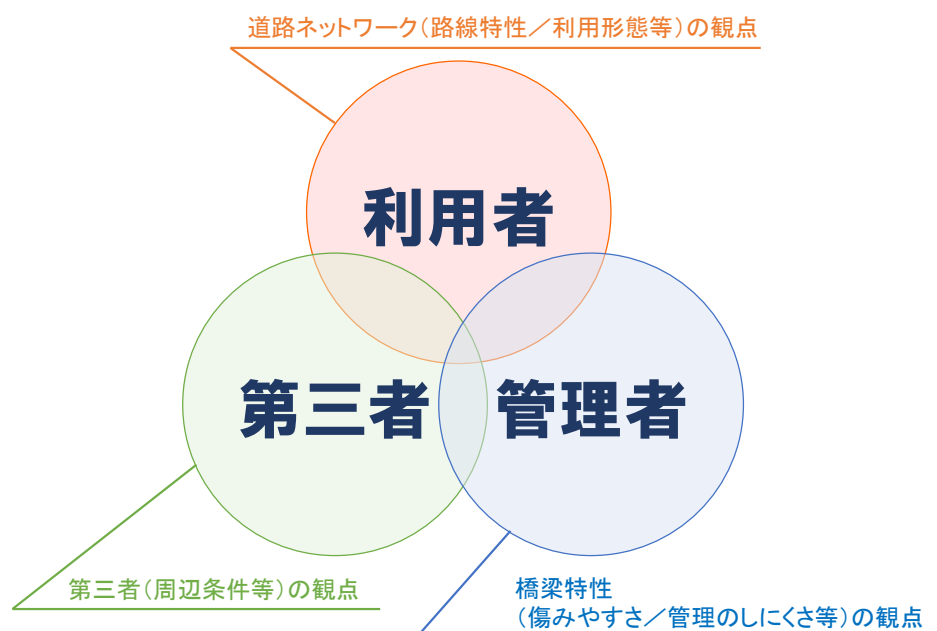 道路ネットワーク（路線特性／利用形態等）の観点
利用者
第三者
管理者
第三者（周辺条件等）の観点
橋梁特性
（傷みやすさ／管理のしにくさ等）の観点